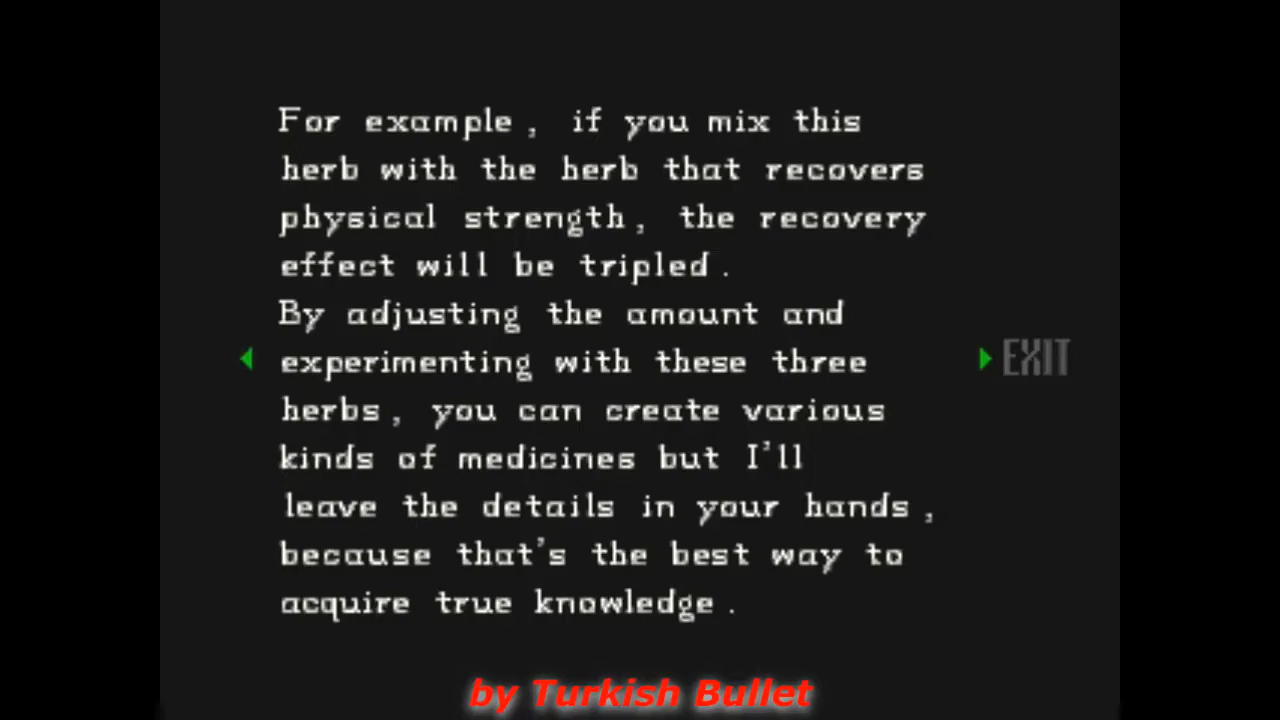 For example, if you mix this
herb with the herb that recovers
physical strength, the recovery
effect will be tripled.
By adjusting the amount and
experimenting with these three
herbs, you can create various
kinds of medicines but I'll
leave the details in your hands,
because that's the best way to
acquire true knowledge.
EXIT
by Turkish Bullet